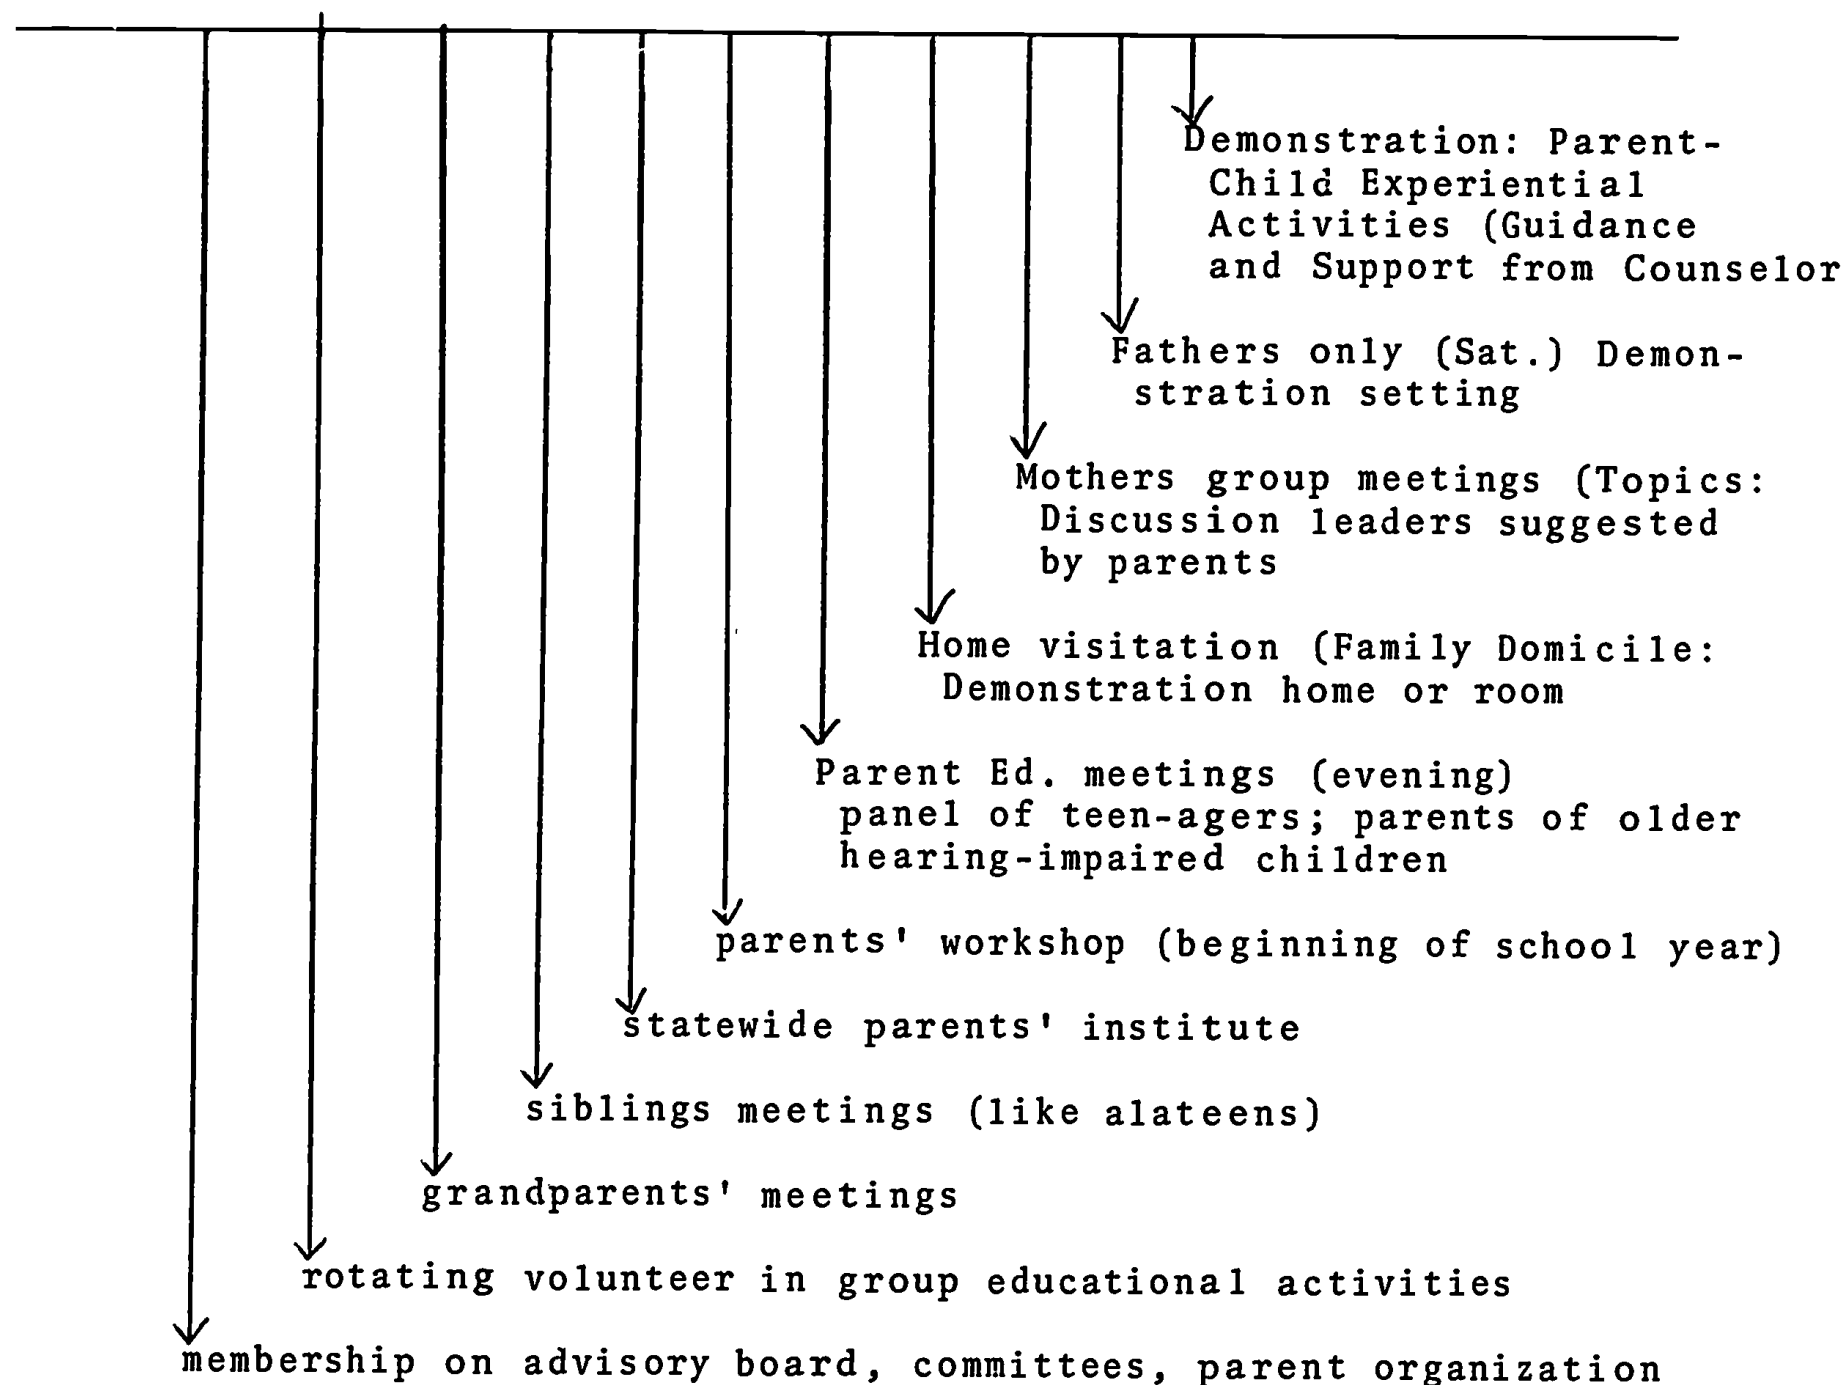 Demonstration: Parent-
Child Experiential
Activities (Guidance
and Support from Counselor
Fathers only (Sat.) Demon-
stration setting
Mothers group meetings (Topics:
Discussion leaders suggested
by parents
Home visitation (Family Domicile:
Demonstration home or room
Parent Ed. meetings (evening)
panel of teen-agers; parents of older
hearing-impaired children
parents' workshop (beginning of school year)
statewide parents' institute
siblings meetings (like alateens)
grandparents' meetings
rotating volunteer in group educational activities
membership on advisory board, committees, parent organization